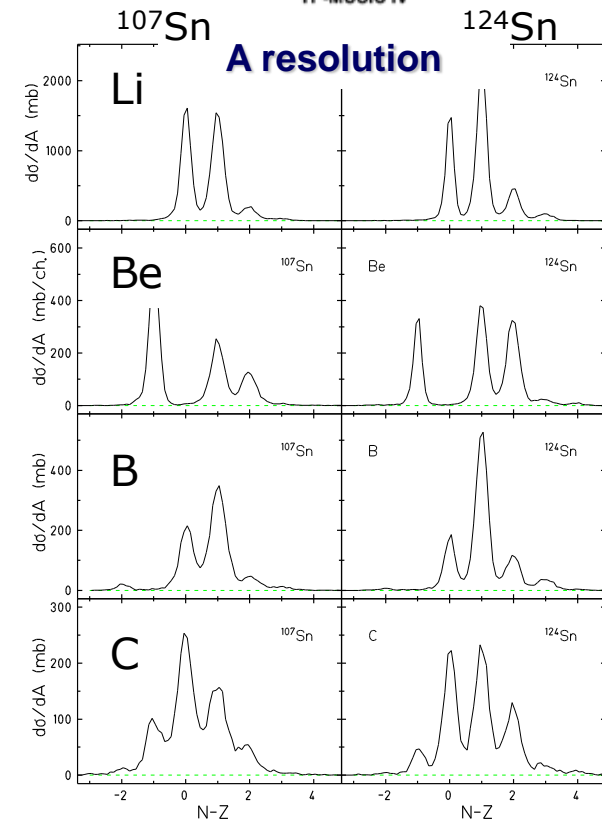 ¹⁰⁷Sn ¹²⁴Sn
A resolution
Li
¹²⁴Sn
dσ/dA (mb)
2000
1000
0
Be
¹⁰⁷Sn
Be
¹²⁴Sn
dσ/dA (mb/ch.)
600
400
200
0
B
¹⁰⁷Sn
B
¹²⁴Sn
dσ/dA (mb)
400
200
0
C
¹⁰⁷Sn
C
¹²⁴Sn
dσ/dA (mb)
300
200
100
0
-2 0 2 4 -2 0 2 4
N-Z N-Z